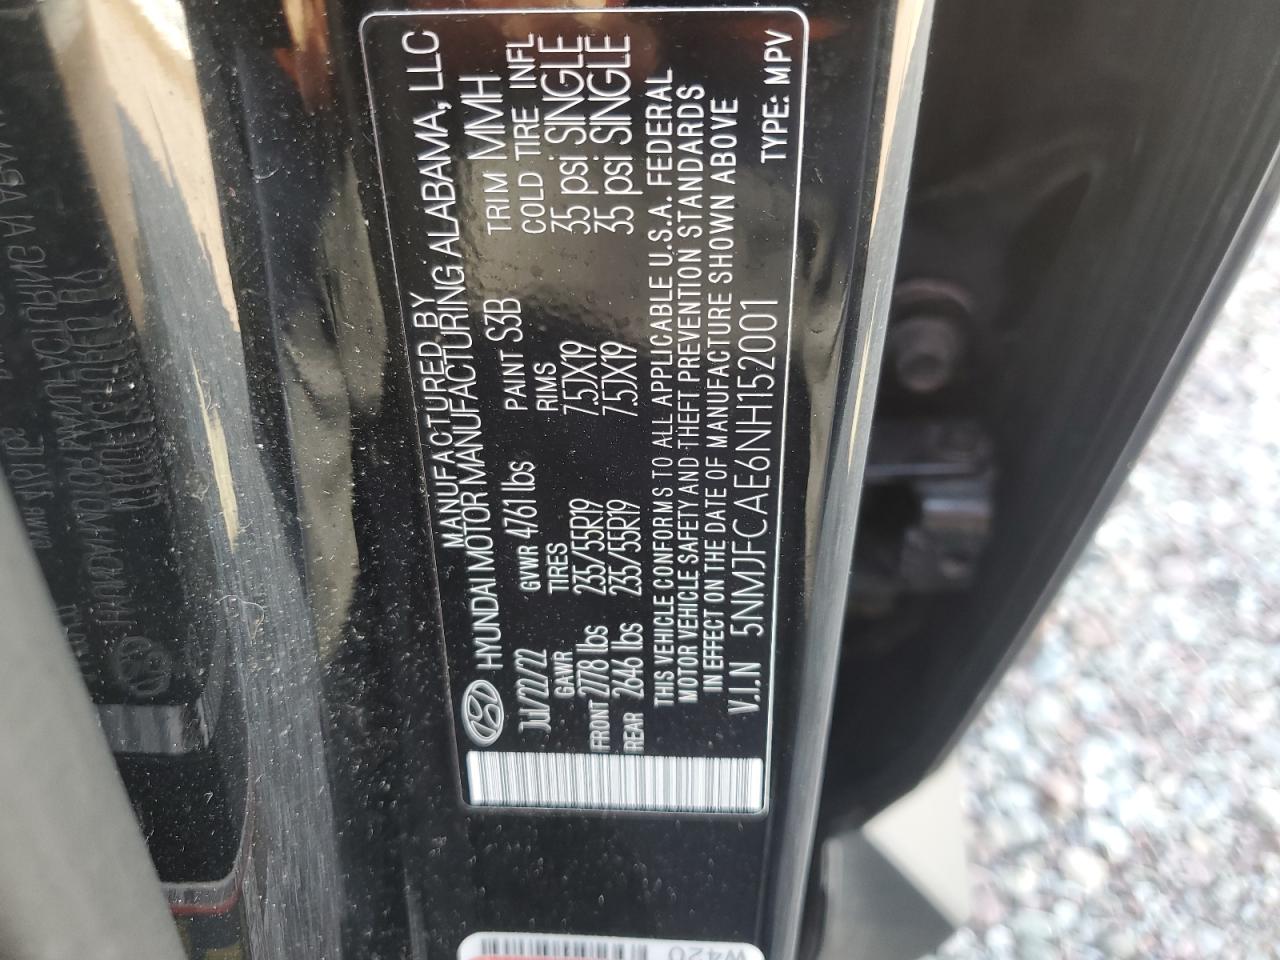 MANUFACTURED BY
HYUNDAI MOTOR MANUFACTURING ALABAMA, LLC
Jul/22/22 GVWR 4761 lbs PAINT S3B TRIM MMH
GAWR TIRES RIMS COLD TIRE INFL
FRONT 2778 lbs 235/55R19 7.5JX19 35 psi SINGLE
REAR 2646 lbs 235/55R19 7.5JX19 35 psi SINGLE
THIS VEHICLE CONFORMS TO ALL APPLICABLE U.S.A. FEDERAL
MOTOR VEHICLE SAFETY AND THEFT PREVENTION STANDARDS
IN EFFECT ON THE DATE OF MANUFACTURE SHOWN ABOVE
V.I.N 5NMJFCAE6NH152001
TYPE: MPV
W420